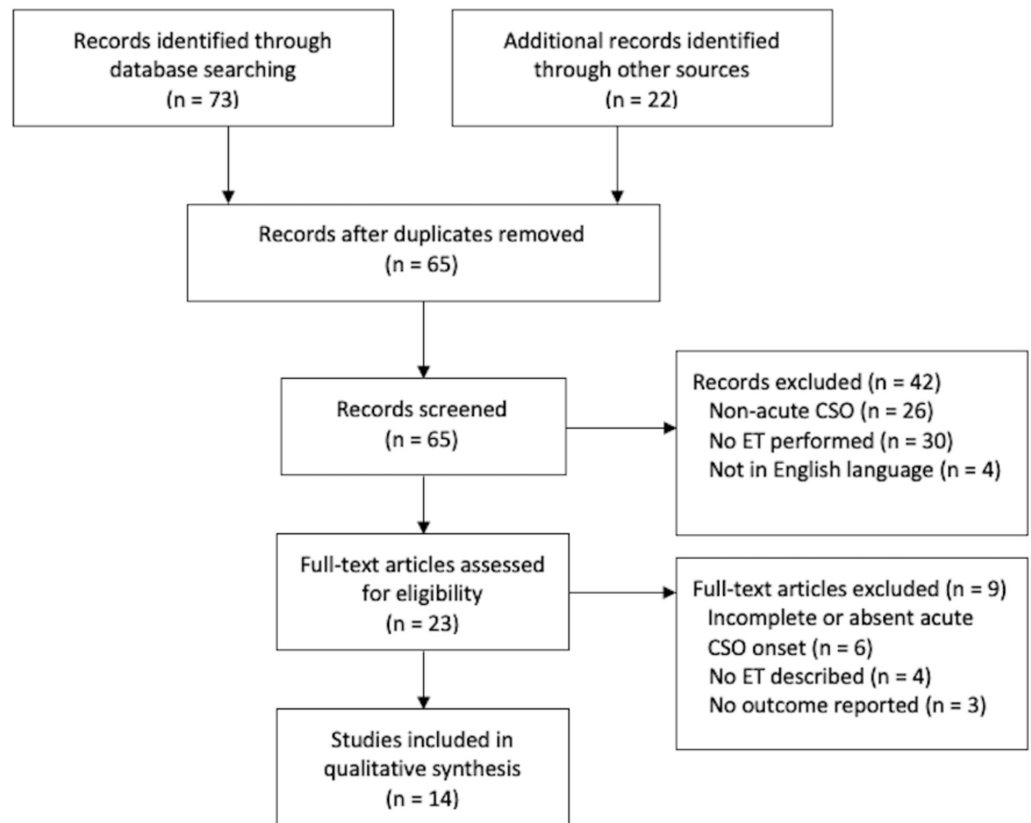 Records identified through
database searching
(n = 73)
Additional records identified
through other sources
(n = 22)
Records after duplicates removed
(n = 65)
Records screened
(n = 65)
Records excluded (n = 42)
Non-acute CSO (n = 26)
No ET performed (n = 30)
Not in English language (n = 4)
Full-text articles assessed
for eligibility
(n = 23)
Full-text articles excluded (n = 9)
Incomplete or absent acute
CSO onset (n = 6)
No ET described (n = 4)
No outcome reported (n = 3)
Studies included in
qualitative synthesis
(n = 14)